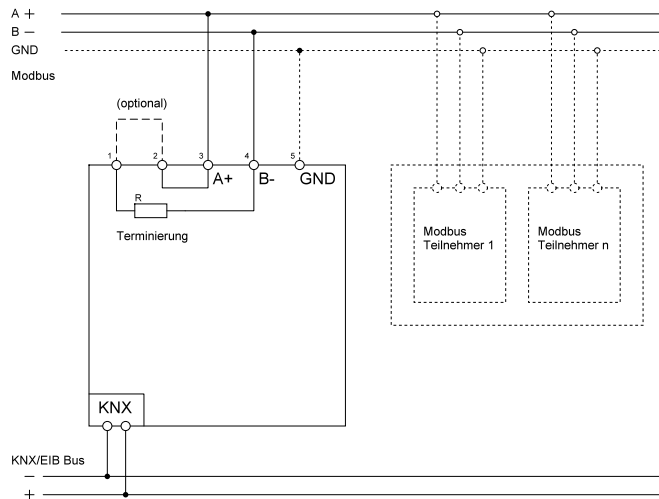 A +
B −
GND
Modbus
(optional)
1 2 3 4 5
A+ B- GND
R
Terminierung
Modbus
Teilnehmer 1
Modbus
Teilnehmer n
KNX
KNX/EIB Bus
−
+